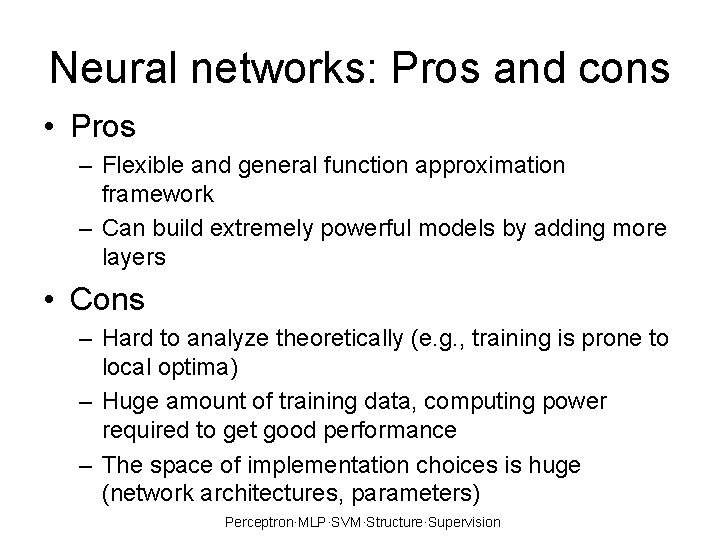 Neural networks: Pros and cons
• Pros
– Flexible and general function approximation
framework
– Can build extremely powerful models by adding more
layers
• Cons
– Hard to analyze theoretically (e. g. , training is prone to
local optima)
– Huge amount of training data, computing power
required to get good performance
– The space of implementation choices is huge
(network architectures, parameters)
Perceptron·MLP·SVM·Structure·Supervision